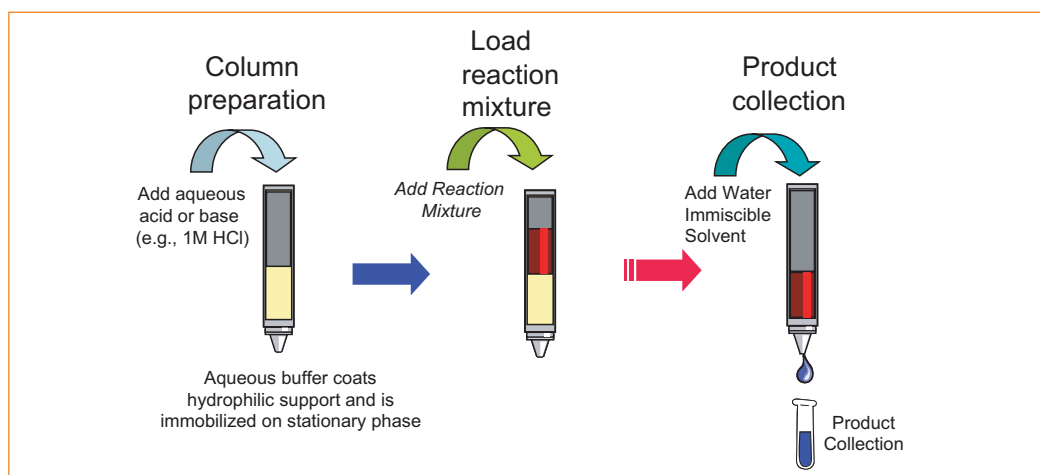 Column
preparation
Add aqueous
acid or base
(e.g., 1M HCl)
Aqueous buffer coats
hydrophilic support and is
immobilized on stationary phase
Load
reaction
mixture
Add Reaction
Mixture
Product
collection
Add Water
Immiscible
Solvent
Product
Collection